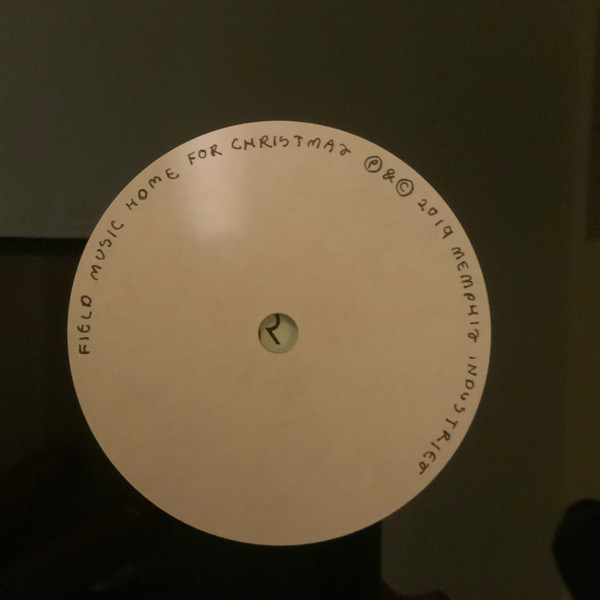 FIELD MUSIC HOME FOR CHRISTMAS Ⓟ & © 2019 MEMPHIS INDUSTRIES